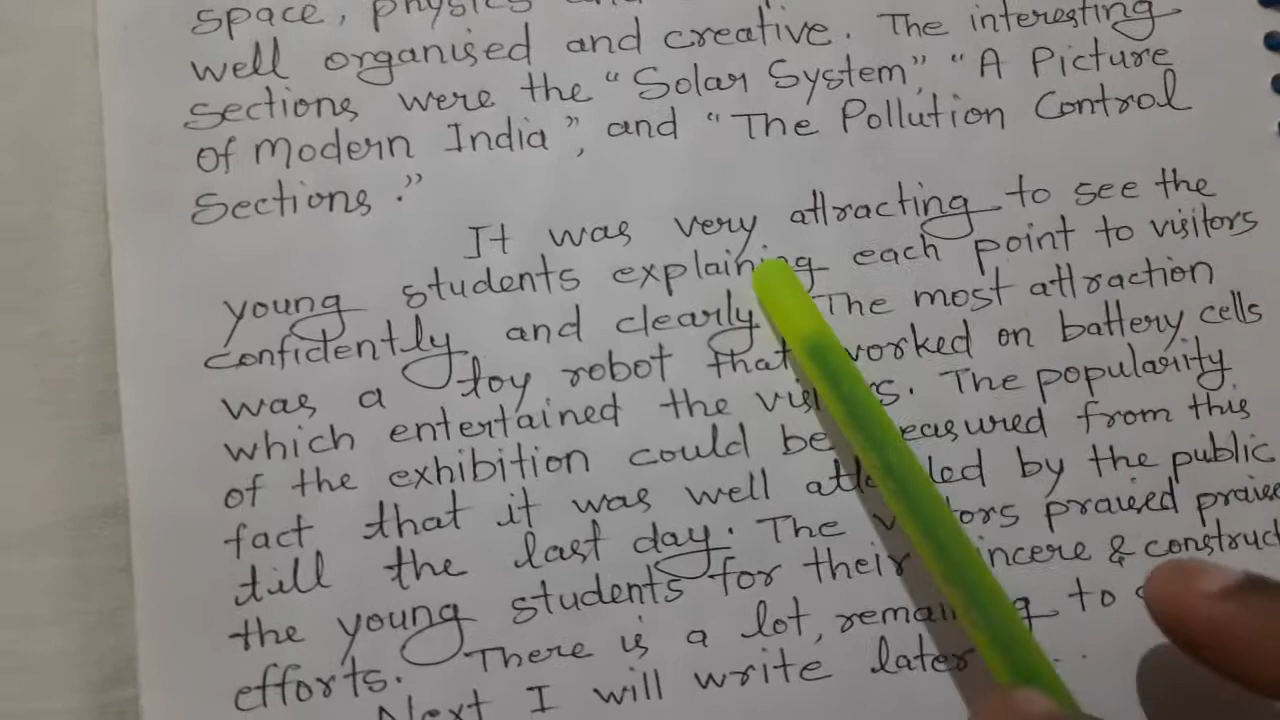 space, physics and
well organised and creative. The interesting
sections were the "Solar System", "A Picture
of Modern India", and "The Pollution Control
Sections."
It was very attracting to see the
young students explaining each point to visitors
confidently and clearly The most attraction
was a toy robot that worked on battery cells
which entertained the visitors. The popularity
of the exhibition could be measured from this
fact that it was well attended by the public
till the last day. The visitors praised praise
the young students for their sincere & construct
efforts. There is a lot, remaining to
Next I will write later